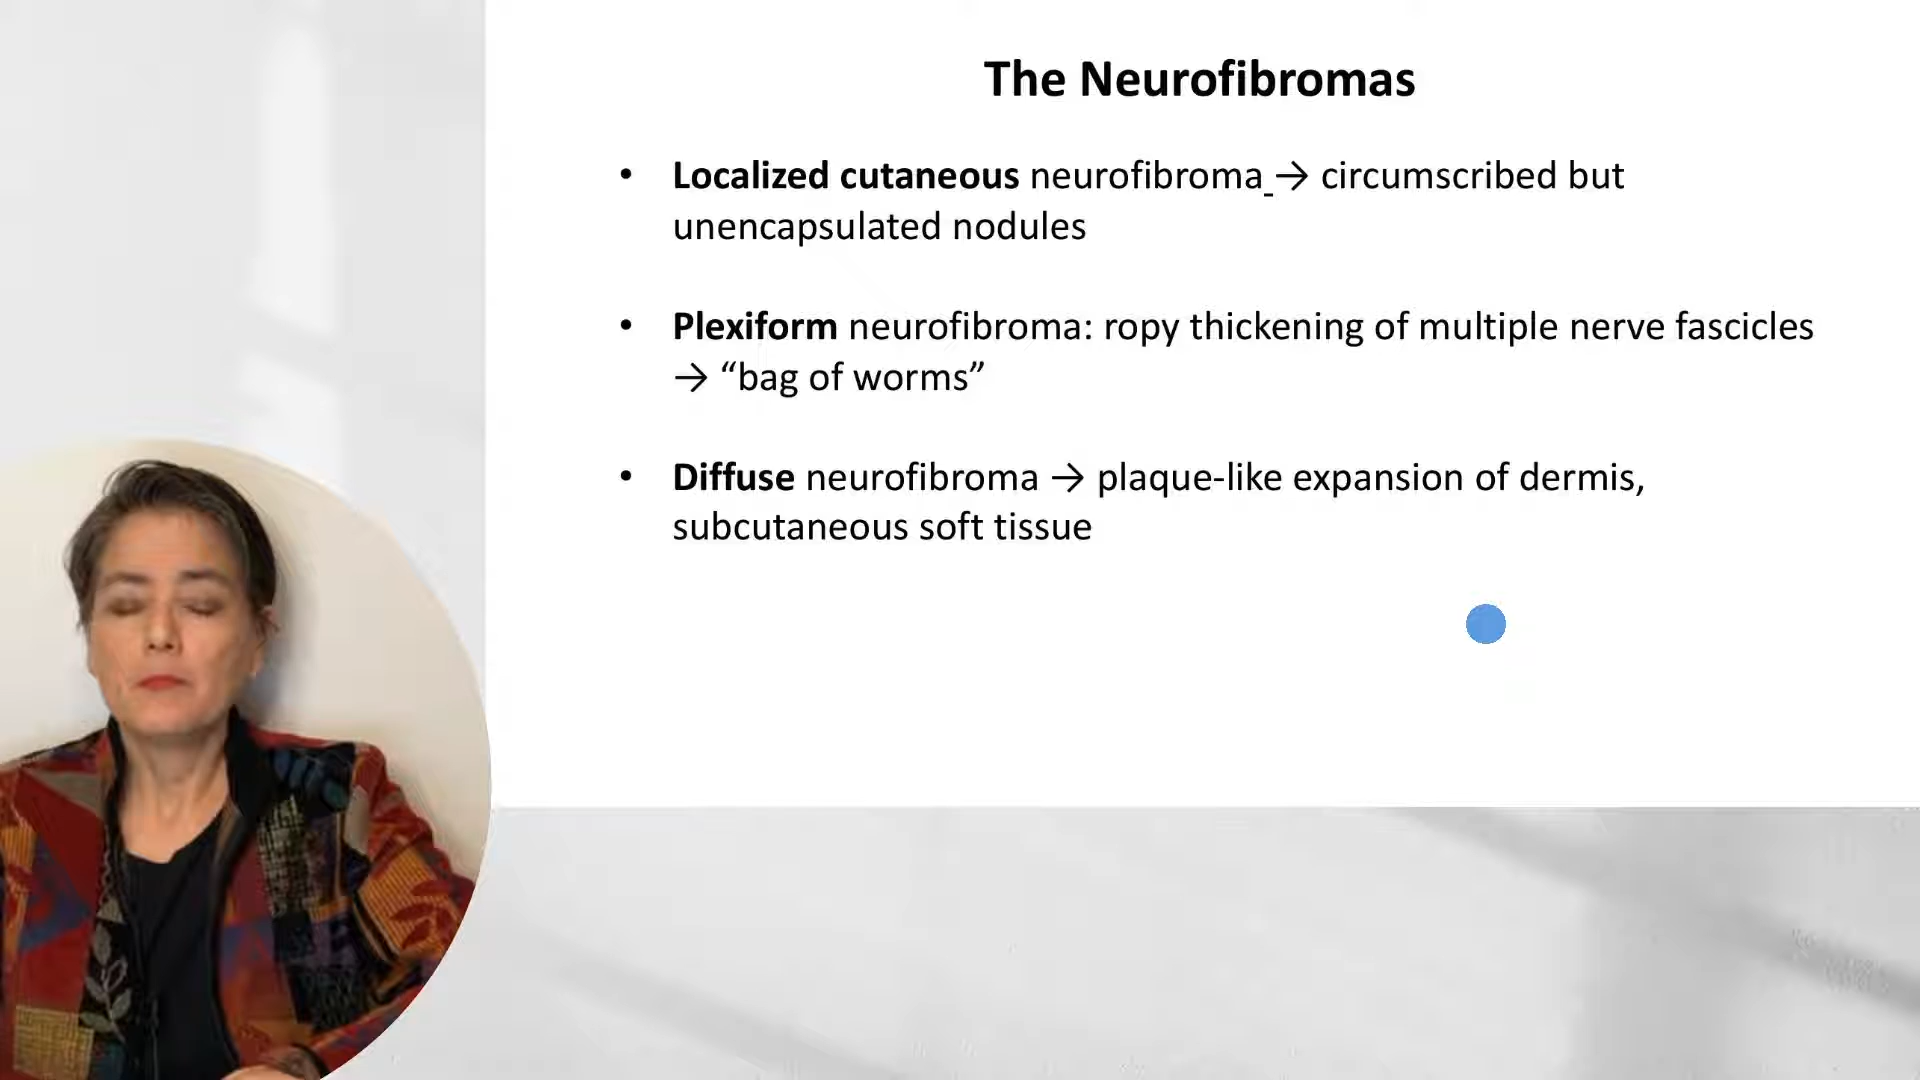 The Neurofibromas
• Localized cutaneous neurofibroma → circumscribed but
unencapsulated nodules
• Plexiform neurofibroma: ropy thickening of multiple nerve fascicles
→ “bag of worms”
• Diffuse neurofibroma → plaque-like expansion of dermis,
subcutaneous soft tissue